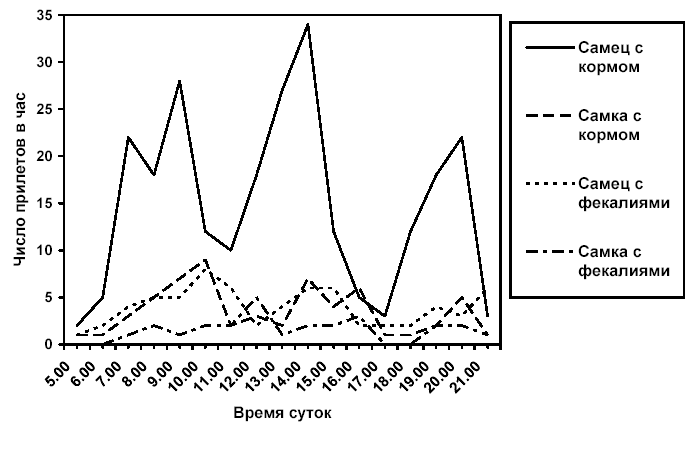 35
30
25
20
15
10
5
0
Число прилетов в час
5.00
6.00
7.00
8.00
9.00
10.00
11.00
12.00
13.00
14.00
15.00
16.00
17.00
18.00
19.00
20.00
21.00
Время суток
Самец с
кормом
Самка с
кормом
Самец с
фекалиями
Самка с
фекалиями